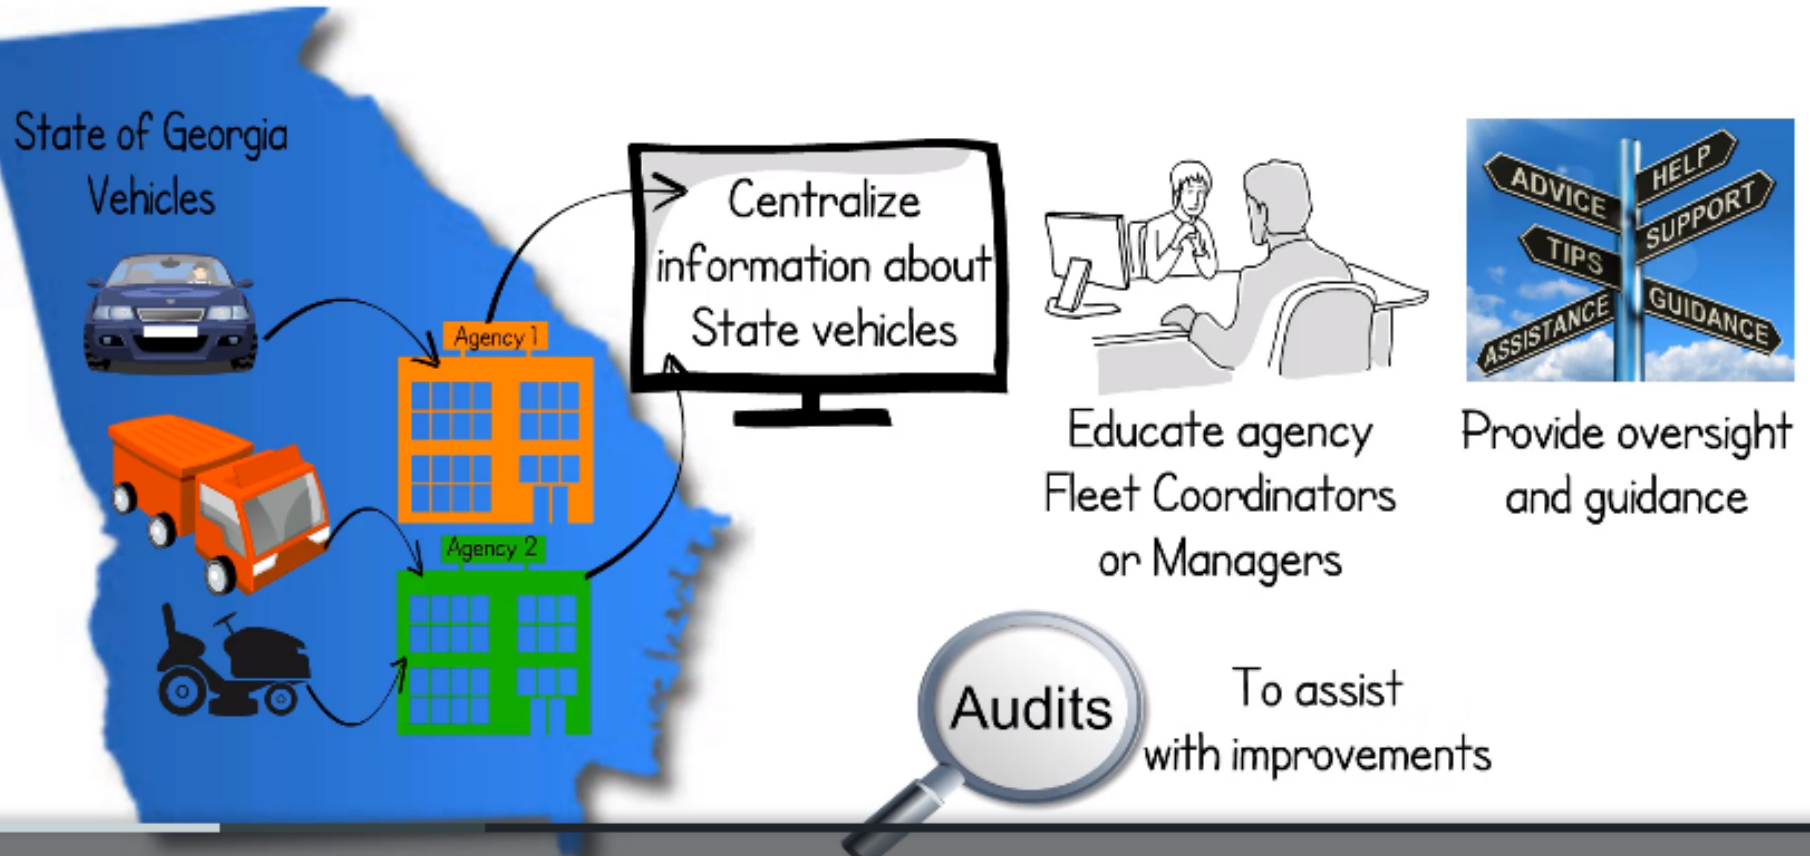 State of Georgia
Vehicles
Agency 1
Agency 2
Centralize
information about
State vehicles
Educate agency
Fleet Coordinators
or Managers
ADVICE
HELP
SUPPORT
TIPS
ASSISTANCE
GUIDANCE
Provide oversight
and guidance
Audits
To assist
with improvements